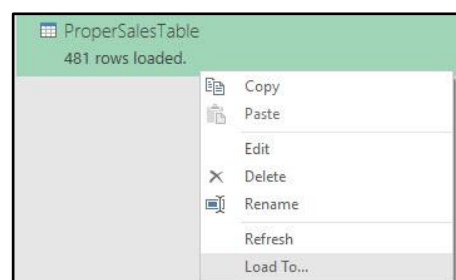 ProperSalesTable
481 rows loaded.
Copy
Paste
Edit
Delete
Rename
Refresh
Load To...